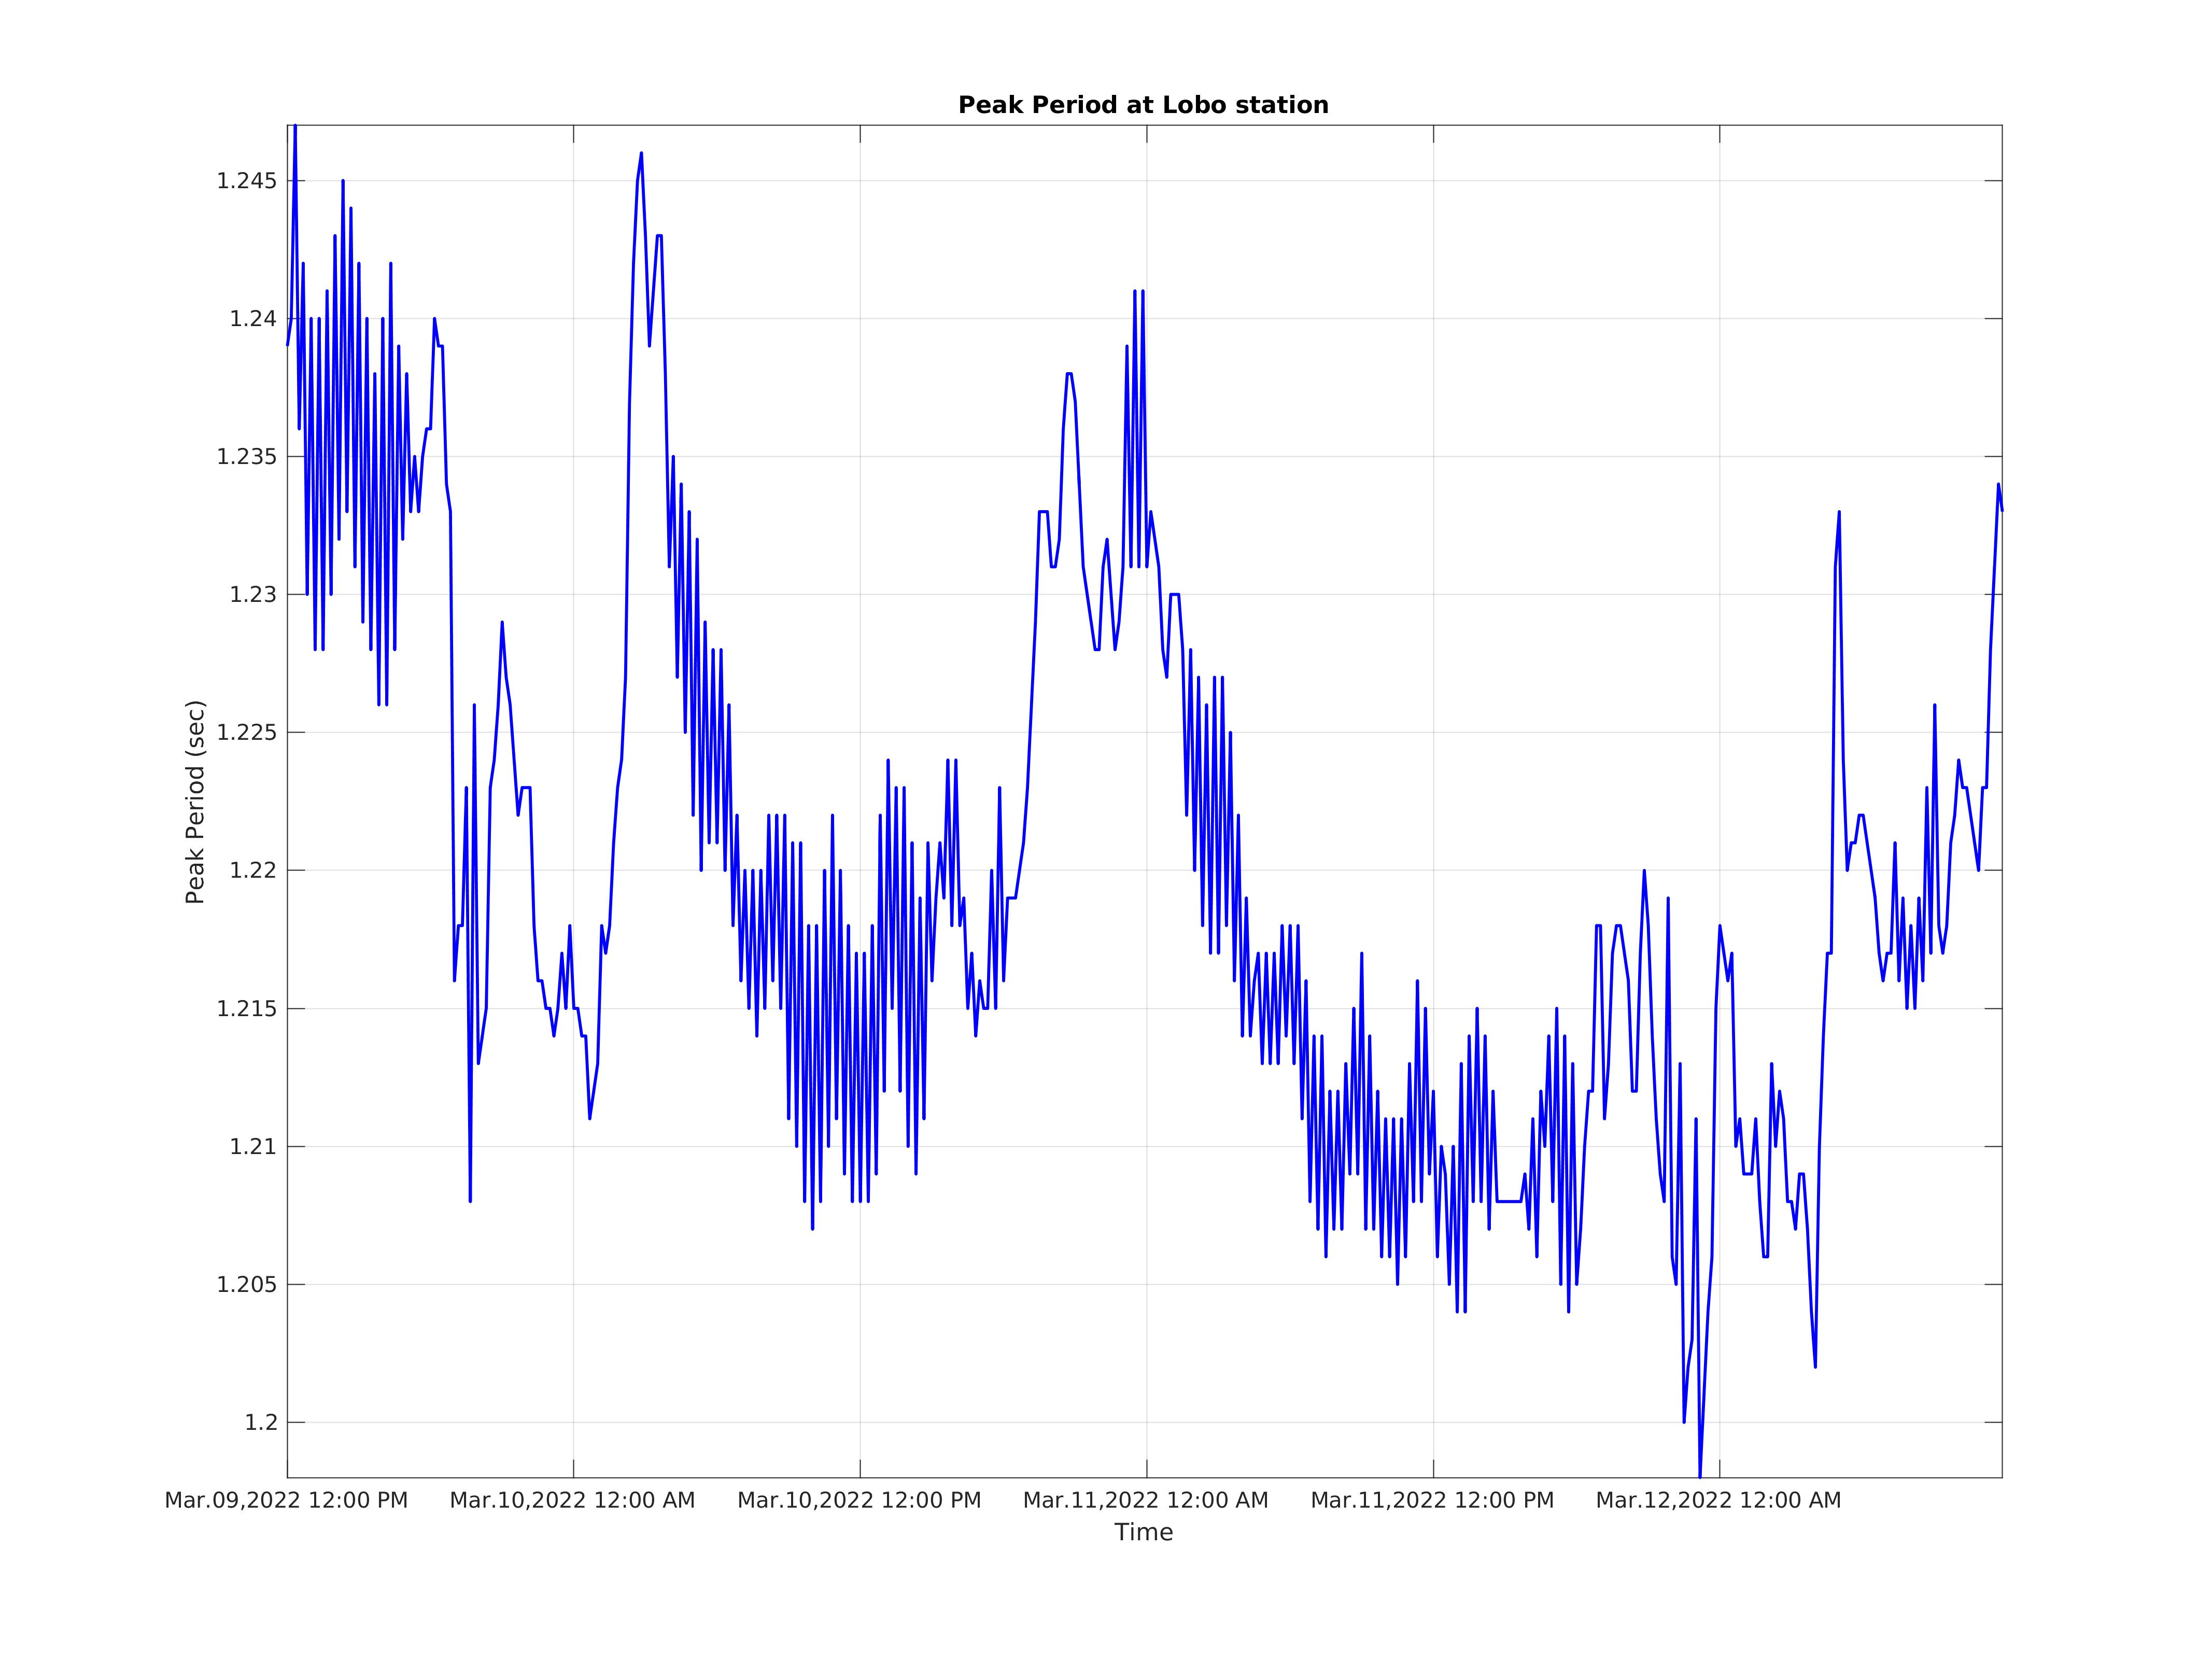 Peak Period at Lobo station
Peak Period (sec)
1.245
1.24
1.235
1.23
1.225
1.22
1.215
1.21
1.205
1.2
Mar.09,2022 12:00 PM
Mar.10,2022 12:00 AM
Mar.10,2022 12:00 PM
Mar.11,2022 12:00 AM
Mar.11,2022 12:00 PM
Mar.12,2022 12:00 AM
Time